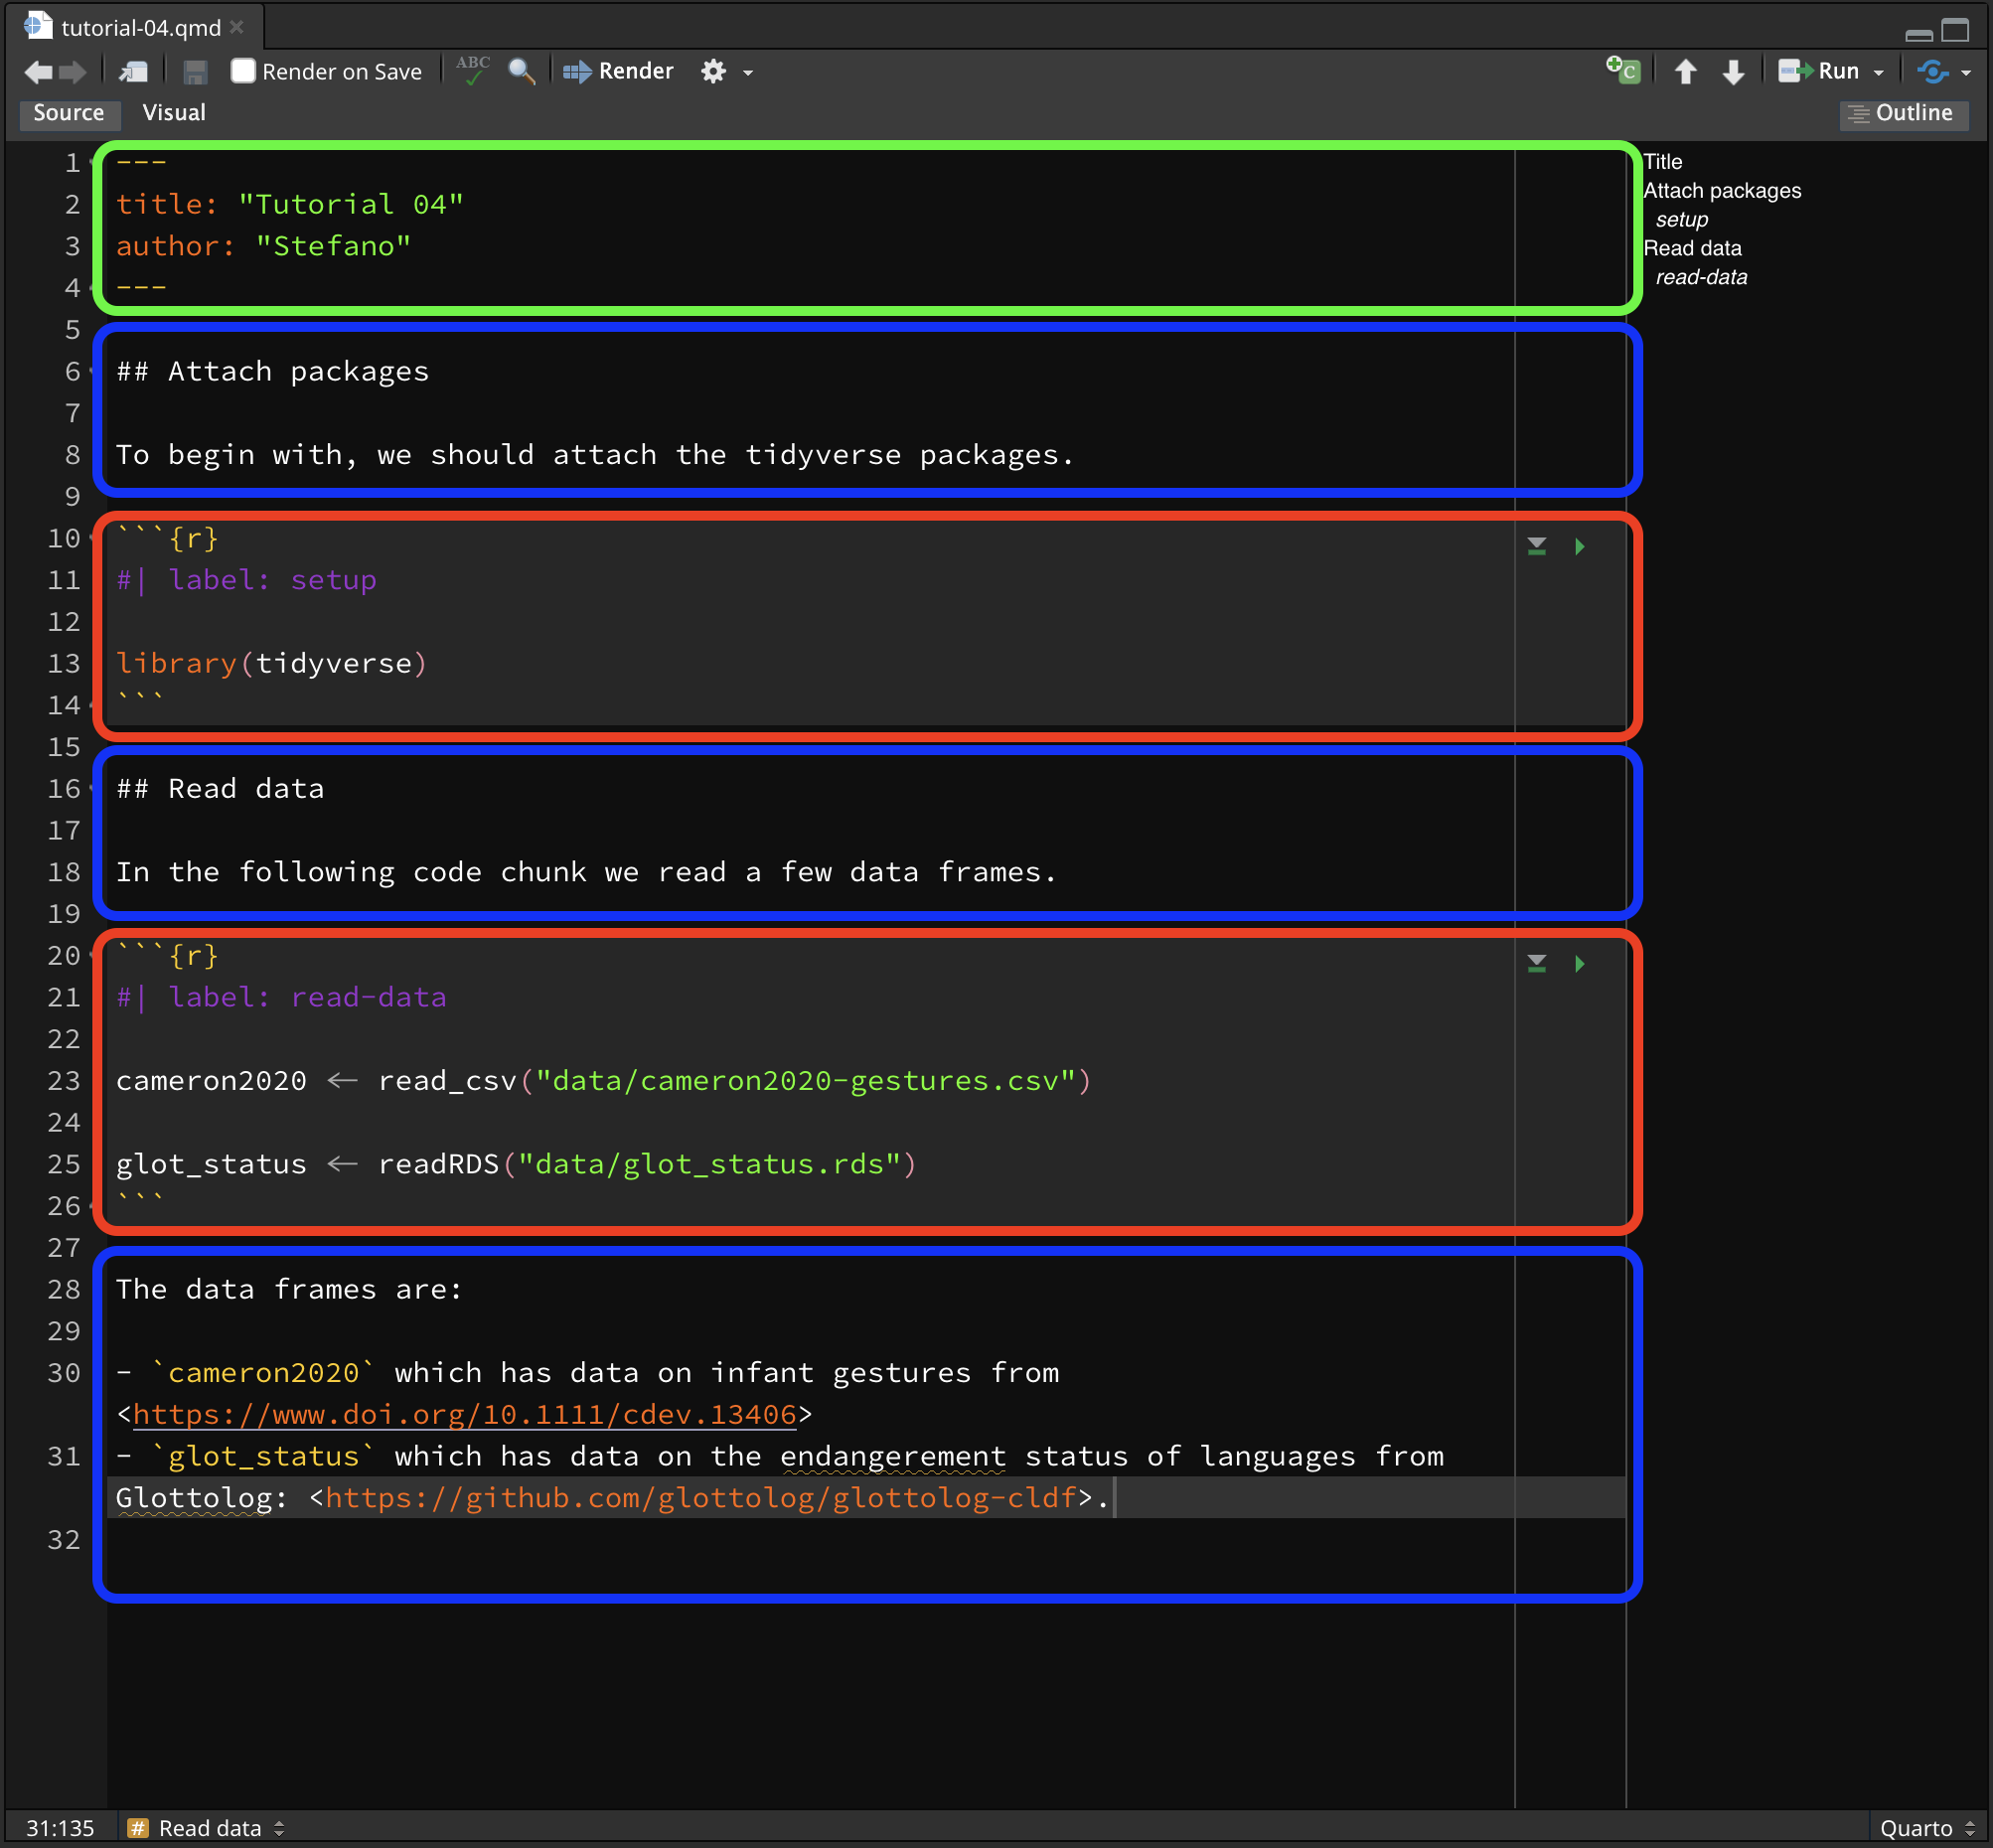 tutorial-04.qmd
Render on Save ABC Render Run
Source Visual Outline
1 ---
2 title: "Tutorial 04"
3 author: "Stefano"
4 ---
5
6 ## Attach packages
7
8 To begin with, we should attach the tidyverse packages.
9
10 ```{r}
11 #| label: setup
12
13 library(tidyverse)
14 ```
15
16 ## Read data
17
18 In the following code chunk we read a few data frames.
19
20 ```{r}
21 #| label: read-data
22
23 cameron2020 <- read_csv("data/cameron2020-gestures.csv")
24
25 glot_status <- readRDS("data/glot_status.rds")
26 ```
27
28 The data frames are:
29
30 - `cameron2020` which has data on infant gestures from
<https://www.doi.org/10.1111/cdev.13406>
31 - `glot_status` which has data on the endangerement status of languages from
Glottolog: <https://github.com/glottolog/glottolog-cldf>.
32
Title
Attach packages
setup
Read data
read-data
31:135 # Read data Quarto